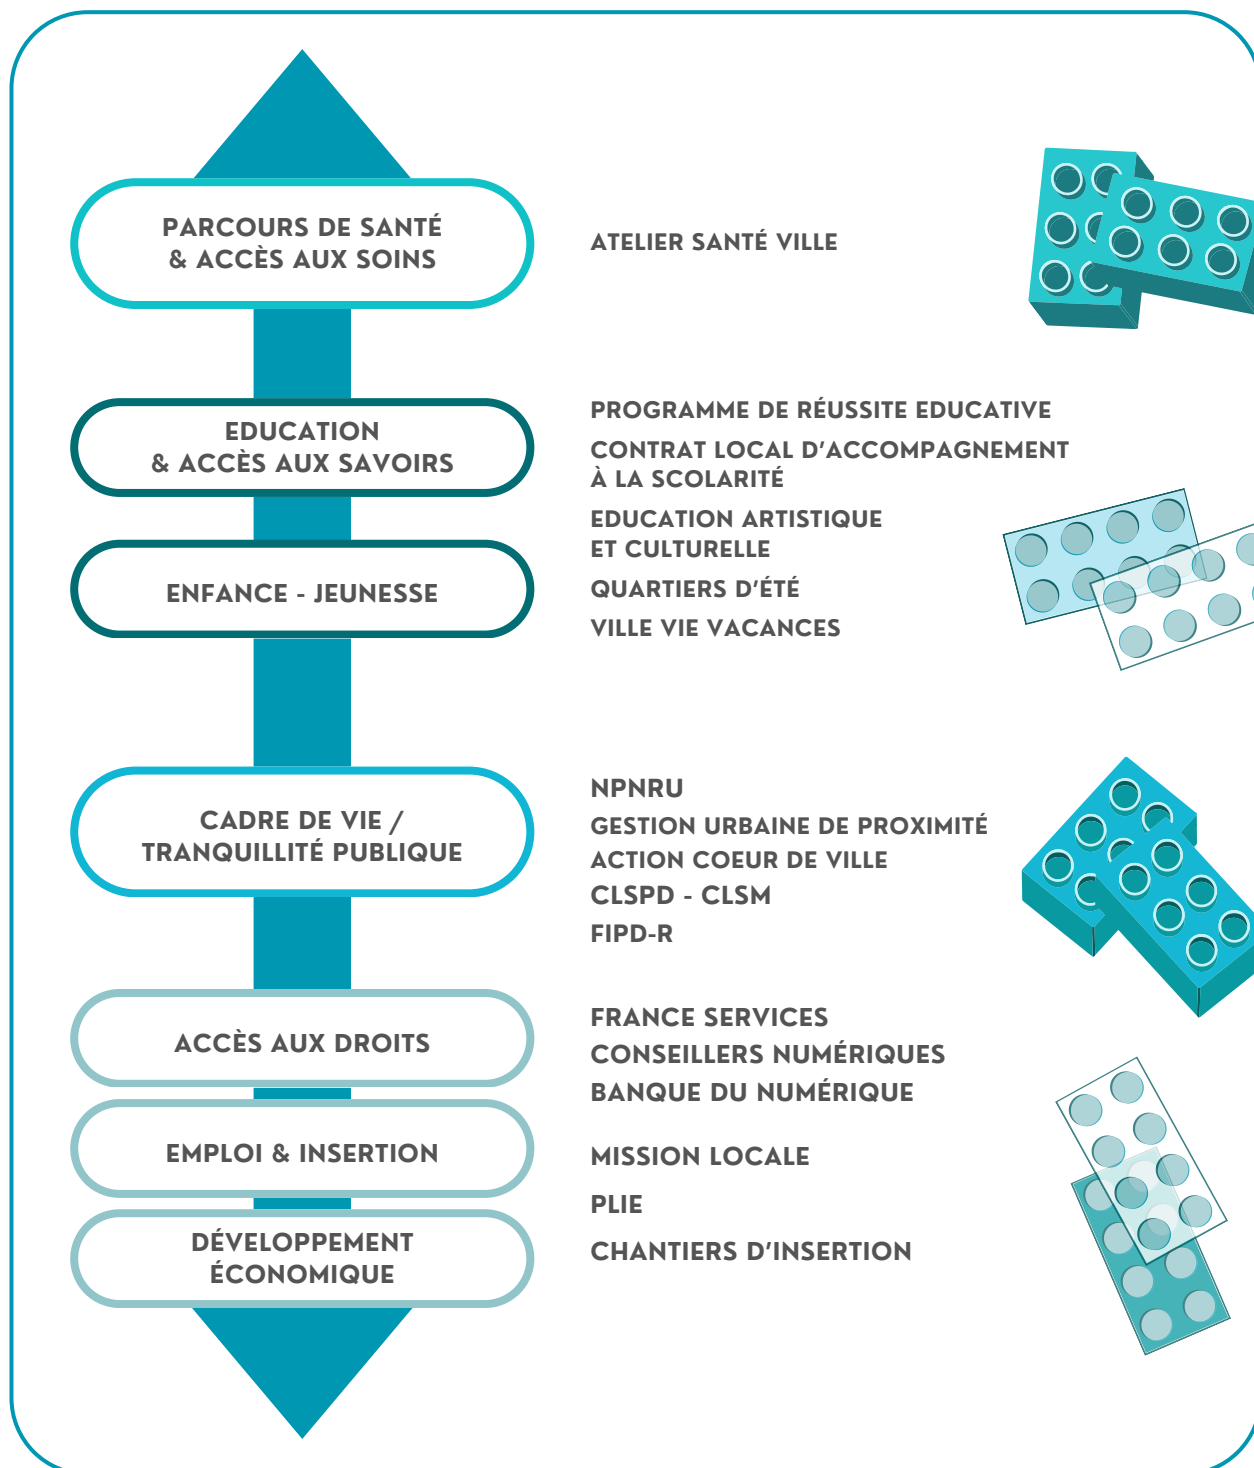 PARCOURS DE SANTÉ
& ACCÈS AUX SOINS
ATELIER SANTÉ VILLE
EDUCATION
& ACCÈS AUX SAVOIRS
ENFANCE - JEUNESSE
PROGRAMME DE RÉUSSITE EDUCATIVE
CONTRAT LOCAL D'ACCOMPAGNEMENT
À LA SCOLARITÉ
EDUCATION ARTISTIQUE
ET CULTURELLE
QUARTIERS D'ÉTÉ
VILLE VIE VACANCES
CADRE DE VIE /
TRANQUILLITÉ PUBLIQUE
NPNRU
GESTION URBAINE DE PROXIMITÉ
ACTION COEUR DE VILLE
CLSPD - CLSM
FIPD-R
ACCÈS AUX DROITS
FRANCE SERVICES
CONSEILLERS NUMÉRIQUES
BANQUE DU NUMÉRIQUE
EMPLOI & INSERTION
DÉVELOPPEMENT
ÉCONOMIQUE
MISSION LOCALE
PLIE
CHANTIERS D'INSERTION